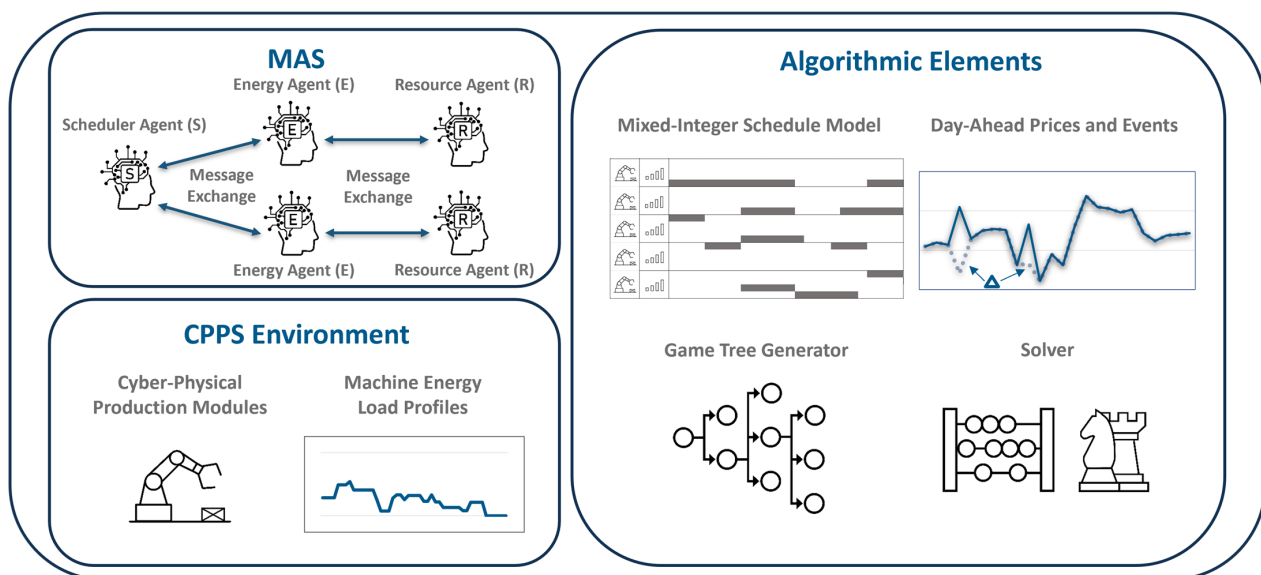 MAS
Energy Agent (E)
Resource Agent (R)
Scheduler Agent (S)
E
R
S
Message
Exchange
Message
Exchange
E
R
Energy Agent (E)
Resource Agent (R)
CPPS Environment
Cyber-Physical
Production Modules
Machine Energy
Load Profiles
Algorithmic Elements
Mixed-Integer Schedule Model
Day-Ahead Prices and Events
Game Tree Generator
Solver